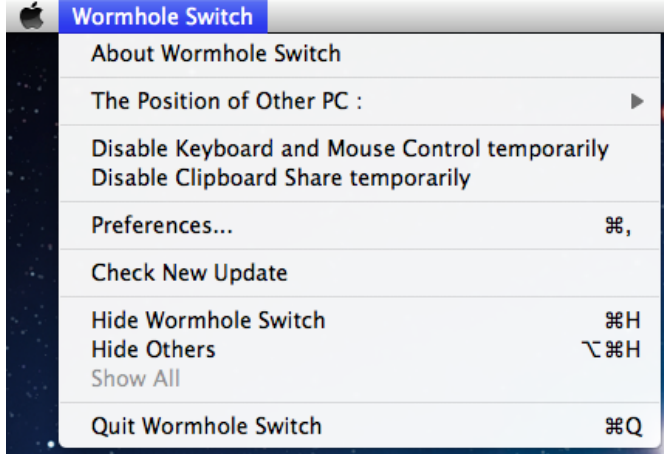 Wormhole Switch
About Wormhole Switch
The Position of Other PC :
Disable Keyboard and Mouse Control temporarily
Disable Clipboard Share temporarily
Preferences... ⌘,
Check New Update
Hide Wormhole Switch ⌘H
Hide Others ⌥⌘H
Show All
Quit Wormhole Switch ⌘Q